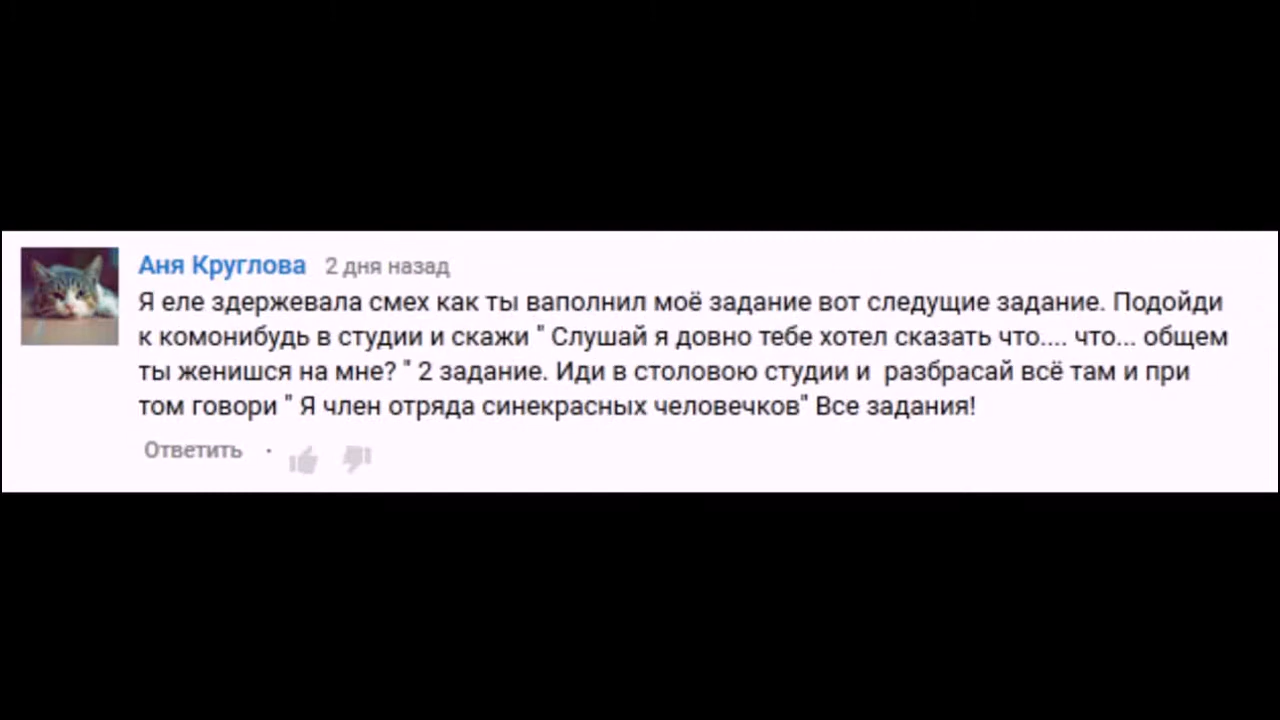 Аня Круглова 2 дня назад
Я еле здержевала смех как ты ваполнил моё задание вот следущие задание. Подойди
к комонибудь в студии и скажи " Слушай я довно тебе хотел сказать что.... что... общем
ты женишся на мне? " 2 задание. Иди в столовою студии и разбрасай всё там и при
том говори " Я член отряда синекрасных человечков" Все задания!
Ответить ·